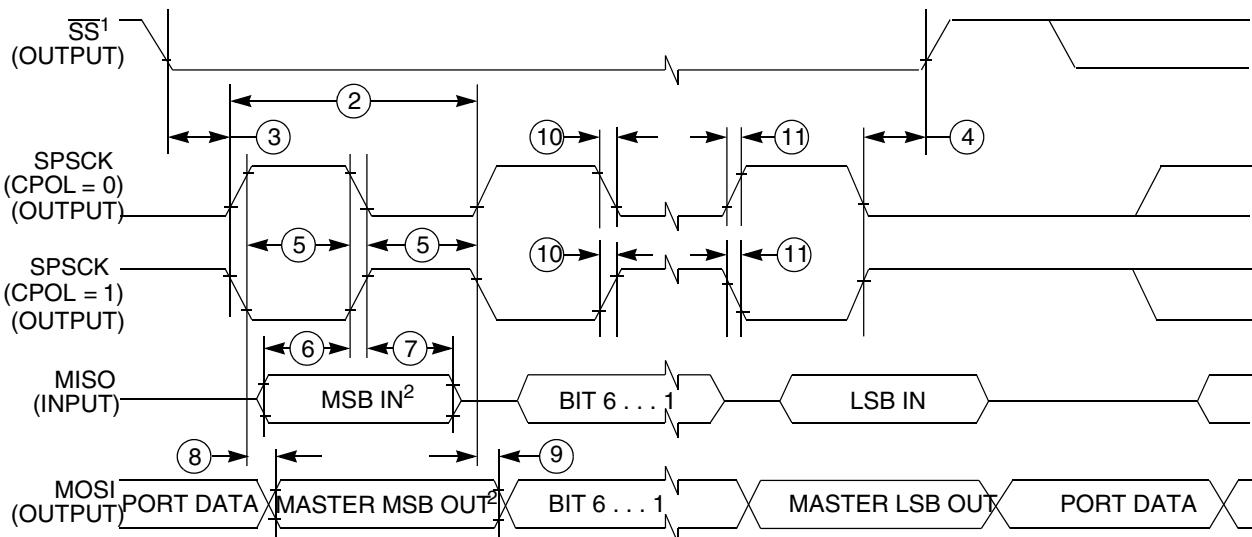 SS¹
(OUTPUT)
2
3
10
11
4
SPSCK
(CPOL = 0)
(OUTPUT)
5
5
10
11
SPSCK
(CPOL = 1)
(OUTPUT)
6
7
MISO
(INPUT)
MSB IN²
BIT 6 . . . 1
LSB IN
8
9
MOSI
(OUTPUT)
PORT DATA
MASTER MSB OUT²
BIT 6 . . . 1
MASTER LSB OUT
PORT DATA